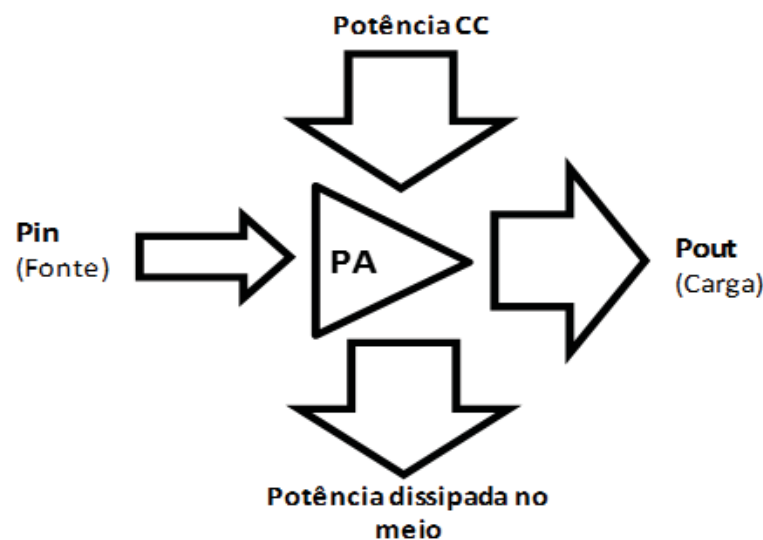 Potência CC
Pin
(Fonte)
PA
Pout
(Carga)
Potência dissipada no
meio